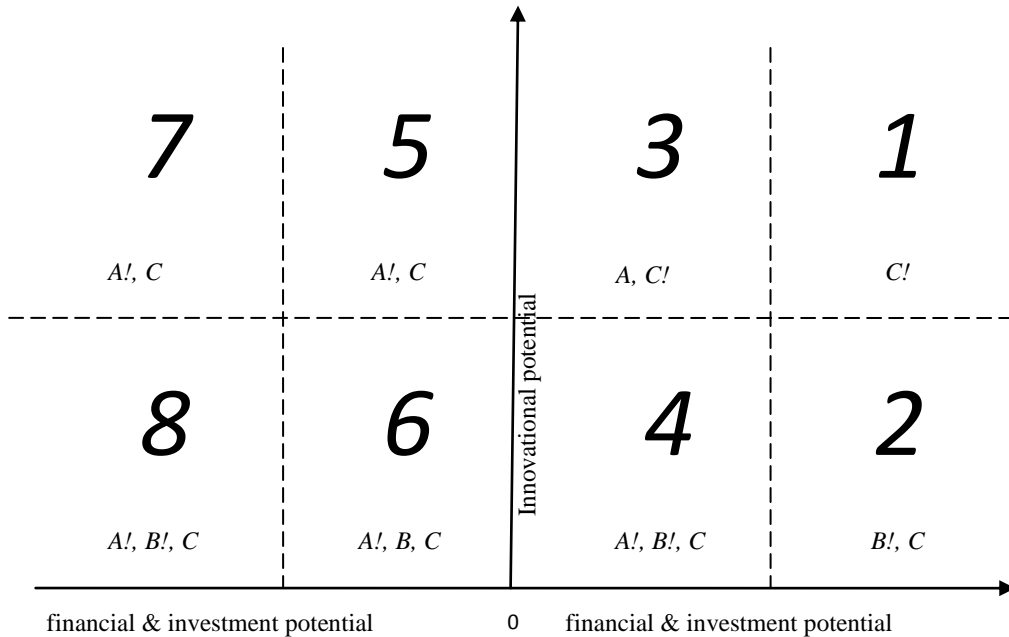 7 5 3 1
A!, C A!, C A, C! C!
Innovational potential
8 6 4 2
A!, B!, C A!, B, C A!, B!, C B!, C
financial & investment potential 0 financial & investment potential